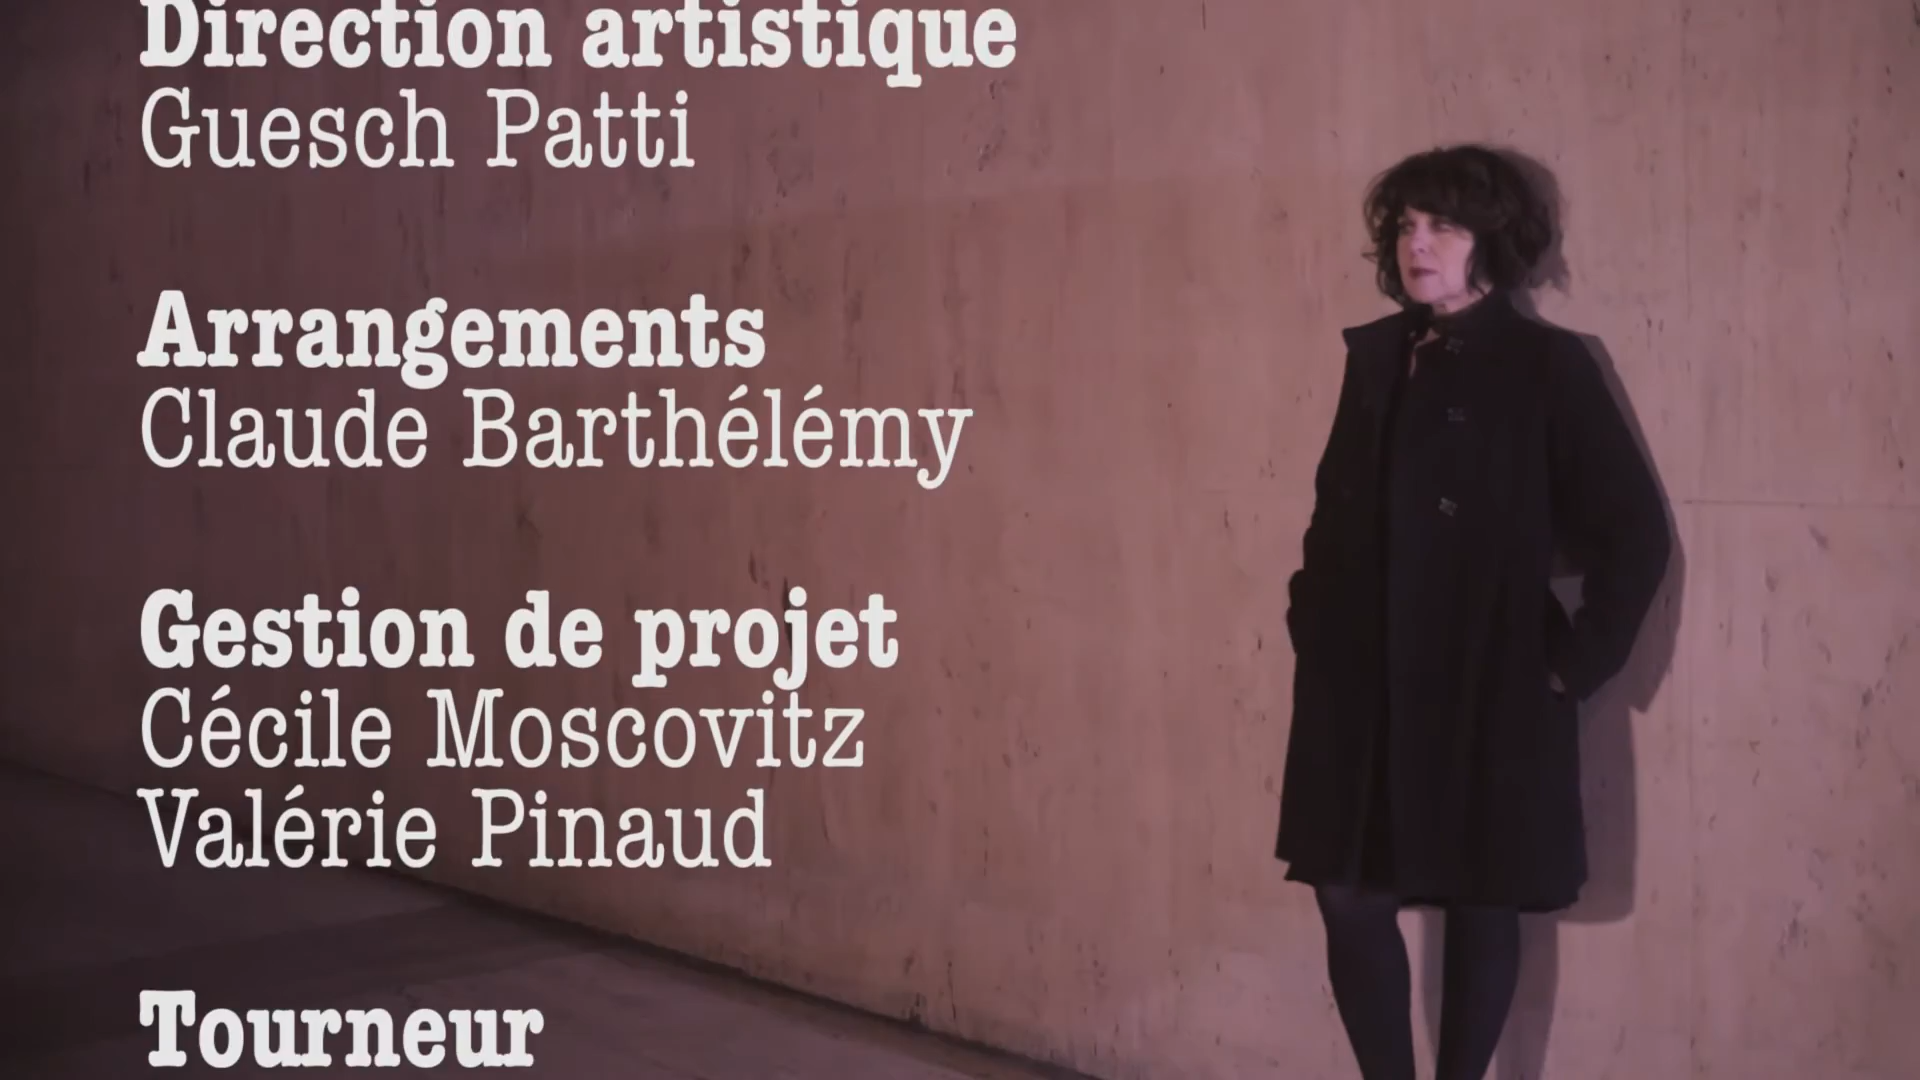 Direction artistique
Guesch Patti
Arrangements
Claude Barthélémy
Gestion de projet
Cécile Moscovitz
Valérie Pinaud
Tourneur